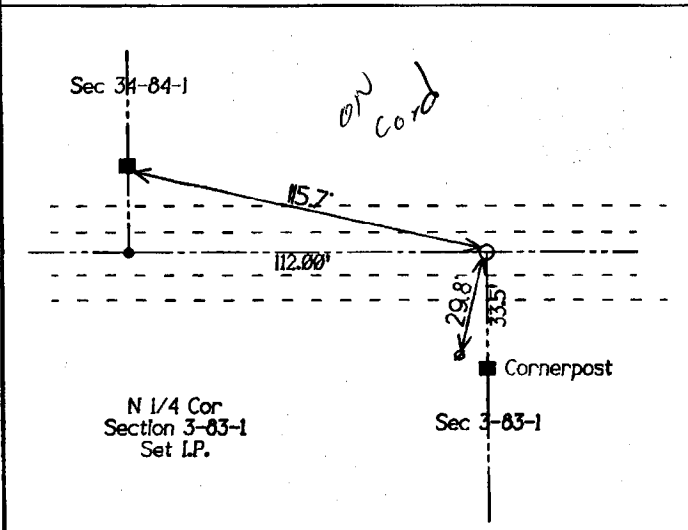 Sec 34-84-1
on
cord
115.7'
112.00'
29.8'
33.5'
Cornerpost
N 1/4 Cor
Section 3-83-1
Set I.P.
Sec 3-83-1